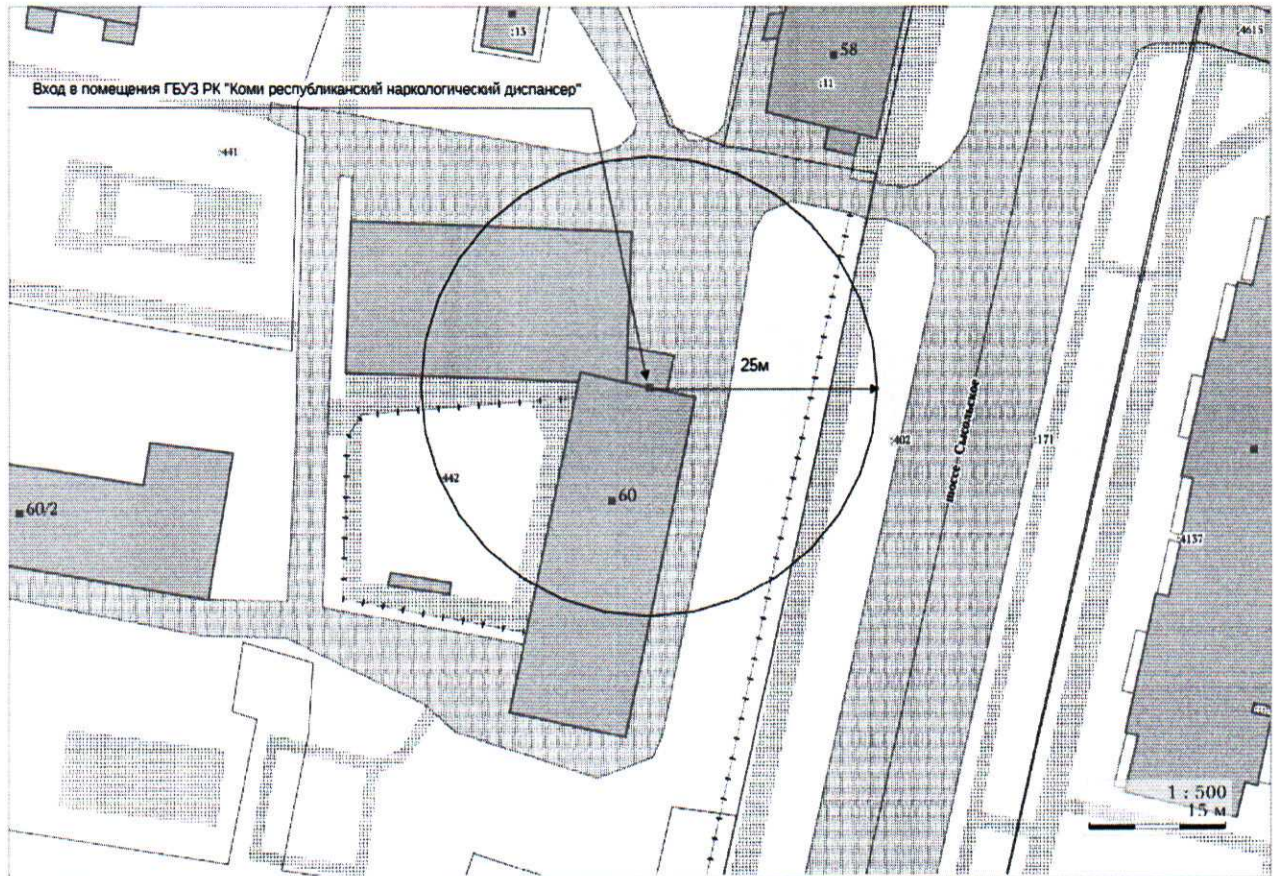 :13
58
:4615
:11
Вход в помещения ГБУЗ РК "Коми республиканский наркологический диспансер"
:441
25м
шоссе Сысольское
:402
:171
:442
60
60/2
:4137
1 : 500
15 м